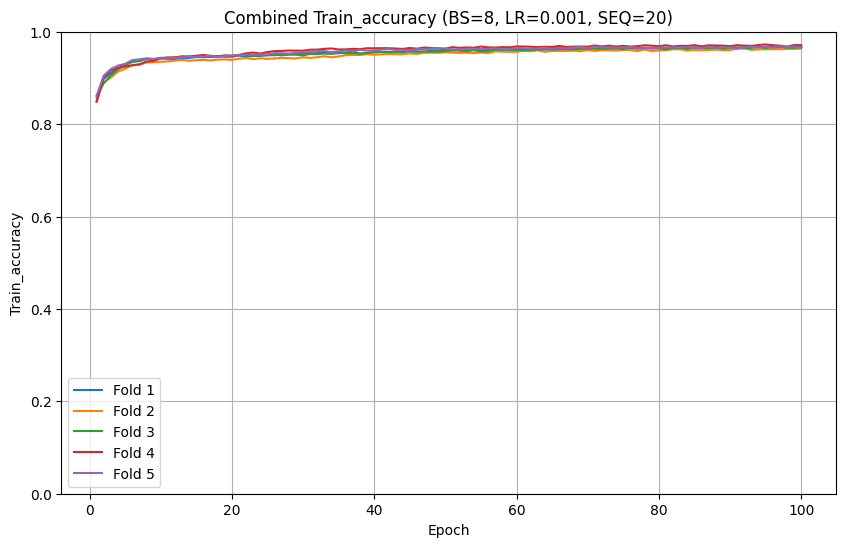 Combined Train_accuracy (BS=8, LR=0.001, SEQ=20)
Train_accuracy
1.0
0.8
0.6
0.4
0.2
0.0
Fold 1
Fold 2
Fold 3
Fold 4
Fold 5
0
20
40
60
80
100
Epoch